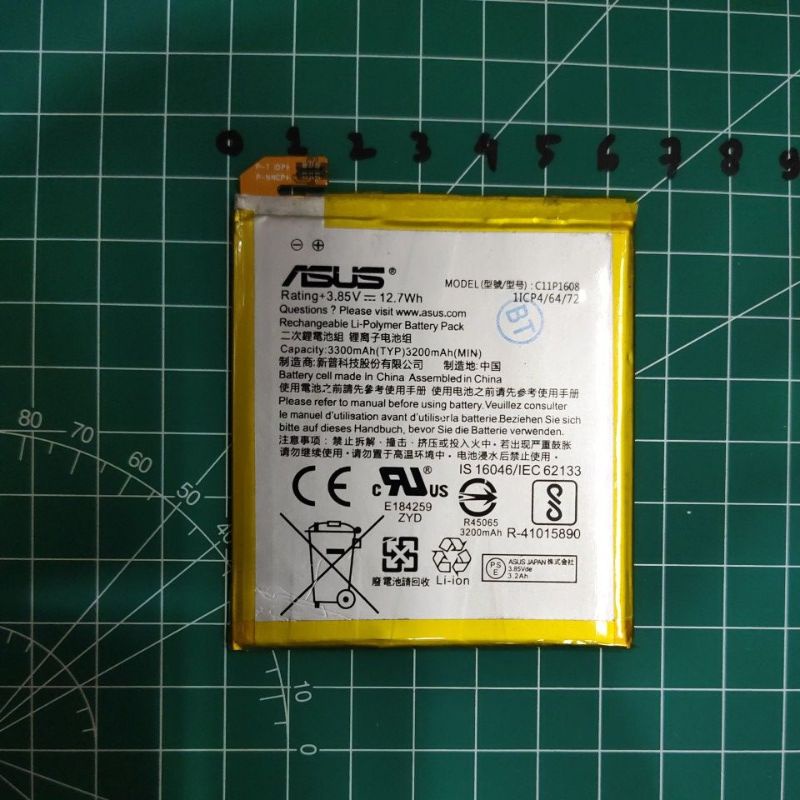 0 1 2 3 4 5 6 7 8 9
ASUS®
MODEL (型號/型号) : C11P1608
Rating+3.85V 12.7Wh
1ICP4/64/72
Questions ? Please visit www.asus.com
BT
Rechargeable Li-Polymer Battery Pack
二次鋰電池組 锂离子电池组
Capacity:3300mAh(TYP)3200mAh(MIN)
制造商:新普科技股份有限公司 製造地:中国
Battery cell made in China Assembled in China
使用電池之前請先參考使用手册 使用电池之前请先参考使用手册
Please refer to manual before using battery.Veuillez consulter
le manuel d'utilisation avant d'utiliser la batterie.Beziehen Sie sich
bitte auf dieses Handbuch, bevor Sie die Batterie verwenden.
注意事项：禁止拆解、撞击、挤压或投入火中。若出现严重鼓胀
请勿继续使用。请勿置于高温环境中。电池浸水后禁止使用！
IS 16046/IEC 62133
CE
c RU ® US
E184259
ZYD
R45065
3200mAh
R-41015890
廢電池請回收
Li-ion
PS
E
ASUS JAPAN 株式会社
3.85Vdc
3.2Ah
80
70
60
50
40
10
0